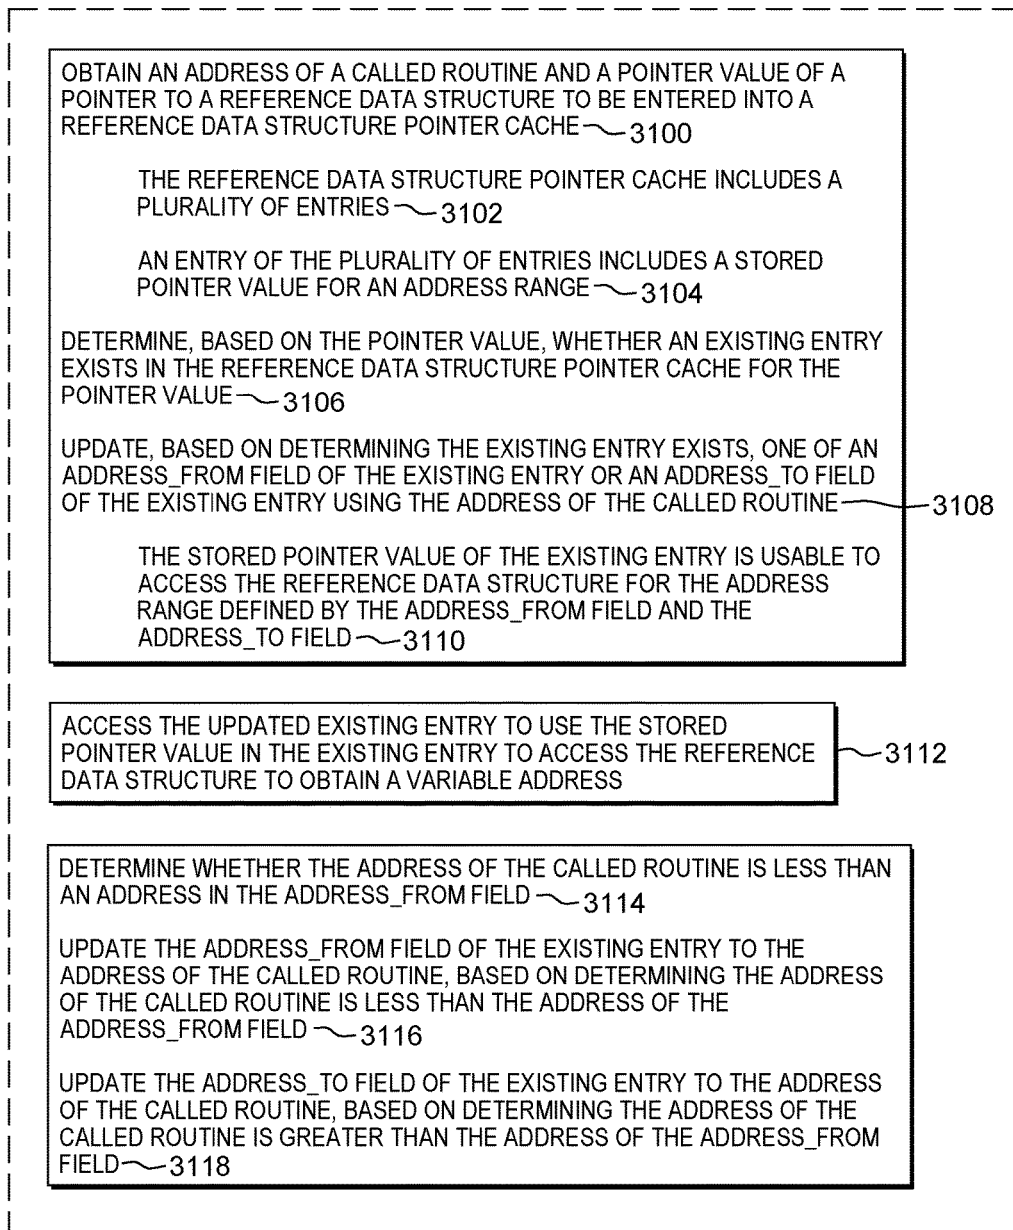 OBTAIN AN ADDRESS OF A CALLED ROUTINE AND A POINTER VALUE OF A
POINTER TO A REFERENCE DATA STRUCTURE TO BE ENTERED INTO A
REFERENCE DATA STRUCTURE POINTER CACHE 3100
THE REFERENCE DATA STRUCTURE POINTER CACHE INCLUDES A
PLURALITY OF ENTRIES 3102
AN ENTRY OF THE PLURALITY OF ENTRIES INCLUDES A STORED
POINTER VALUE FOR AN ADDRESS RANGE 3104
DETERMINE, BASED ON THE POINTER VALUE, WHETHER AN EXISTING ENTRY
EXISTS IN THE REFERENCE DATA STRUCTURE POINTER CACHE FOR THE
POINTER VALUE 3106
UPDATE, BASED ON DETERMINING THE EXISTING ENTRY EXISTS, ONE OF AN
ADDRESS_FROM FIELD OF THE EXISTING ENTRY OR AN ADDRESS_TO FIELD
OF THE EXISTING ENTRY USING THE ADDRESS OF THE CALLED ROUTINE 3108
THE STORED POINTER VALUE OF THE EXISTING ENTRY IS USABLE TO
ACCESS THE REFERENCE DATA STRUCTURE FOR THE ADDRESS
RANGE DEFINED BY THE ADDRESS_FROM FIELD AND THE
ADDRESS_TO FIELD 3110
ACCESS THE UPDATED EXISTING ENTRY TO USE THE STORED
POINTER VALUE IN THE EXISTING ENTRY TO ACCESS THE REFERENCE 3112
DATA STRUCTURE TO OBTAIN A VARIABLE ADDRESS
DETERMINE WHETHER THE ADDRESS OF THE CALLED ROUTINE IS LESS THAN
AN ADDRESS IN THE ADDRESS_FROM FIELD 3114
UPDATE THE ADDRESS_FROM FIELD OF THE EXISTING ENTRY TO THE
ADDRESS OF THE CALLED ROUTINE, BASED ON DETERMINING THE ADDRESS
OF THE CALLED ROUTINE IS LESS THAN THE ADDRESS OF THE
ADDRESS_FROM FIELD 3116
UPDATE THE ADDRESS_TO FIELD OF THE EXISTING ENTRY TO THE ADDRESS
OF THE CALLED ROUTINE, BASED ON DETERMINING THE ADDRESS OF THE
CALLED ROUTINE IS GREATER THAN THE ADDRESS OF THE ADDRESS_FROM
FIELD 3118